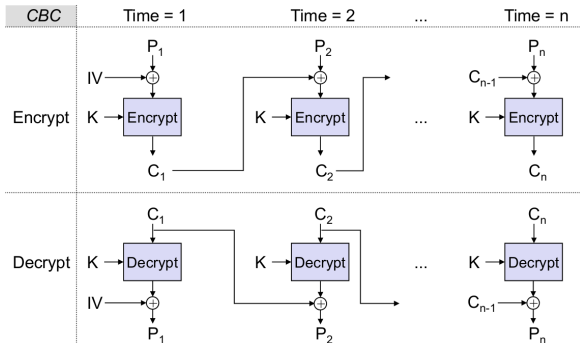 CBC Time = 1 Time = 2 ... Time = n
P1 P2 Pn
IV Cn-1
Encrypt K Encrypt K Encrypt ... K Encrypt
C1 C2 Cn
C1 C2 Cn
Decrypt K Decrypt K Decrypt ... K Decrypt
IV Cn-1
P1 P2 Pn